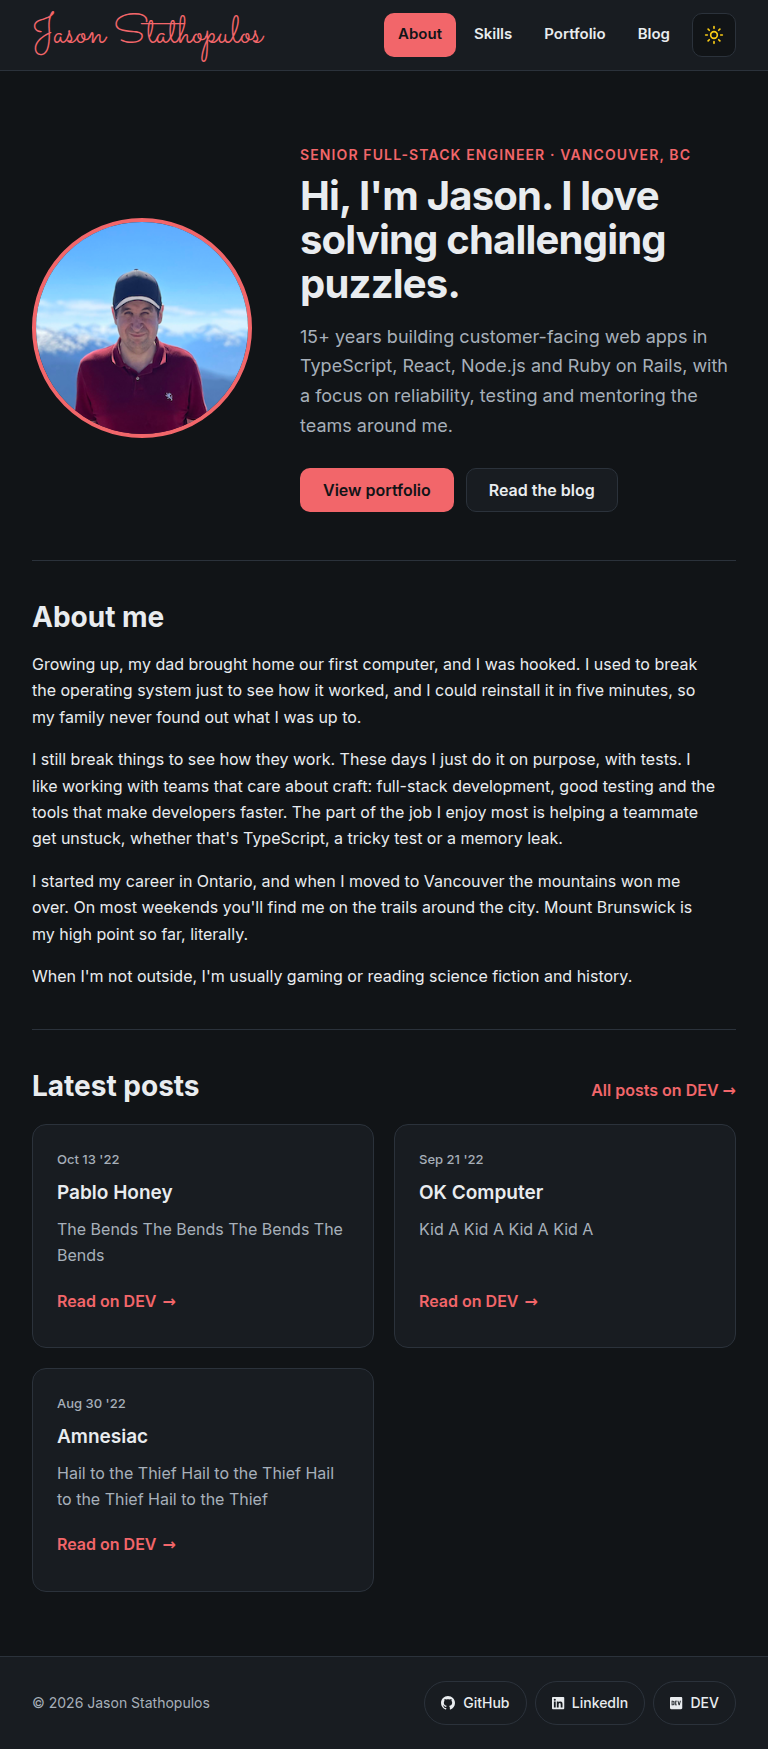 Jason Stathopulos
About Skills Portfolio Blog
SENIOR FULL-STACK ENGINEER · VANCOUVER, BC
Hi, I'm Jason. I love
solving challenging
puzzles.
15+ years building customer-facing web apps in
TypeScript, React, Node.js and Ruby on Rails, with
a focus on reliability, testing and mentoring the
teams around me.
View portfolio Read the blog
About me
Growing up, my dad brought home our first computer, and I was hooked. I used to break
the operating system just to see how it worked, and I could reinstall it in five minutes, so
my family never found out what I was up to.
I still break things to see how they work. These days I just do it on purpose, with tests. I
like working with teams that care about craft: full-stack development, good testing and the
tools that make developers faster. The part of the job I enjoy most is helping a teammate
get unstuck, whether that's TypeScript, a tricky test or a memory leak.
I started my career in Ontario, and when I moved to Vancouver the mountains won me
over. On most weekends you'll find me on the trails around the city. Mount Brunswick is
my high point so far, literally.
When I'm not outside, I'm usually gaming or reading science fiction and history.
Latest posts
All posts on DEV →
Oct 13 '22
Pablo Honey
The Bends The Bends The Bends The
Bends
Read on DEV →
Sep 21 '22
OK Computer
Kid A Kid A Kid A Kid A
Read on DEV →
Aug 30 '22
Amnesiac
Hail to the Thief Hail to the Thief Hail
to the Thief Hail to the Thief
Read on DEV →
© 2026 Jason Stathopulos
GitHub LinkedIn DEV